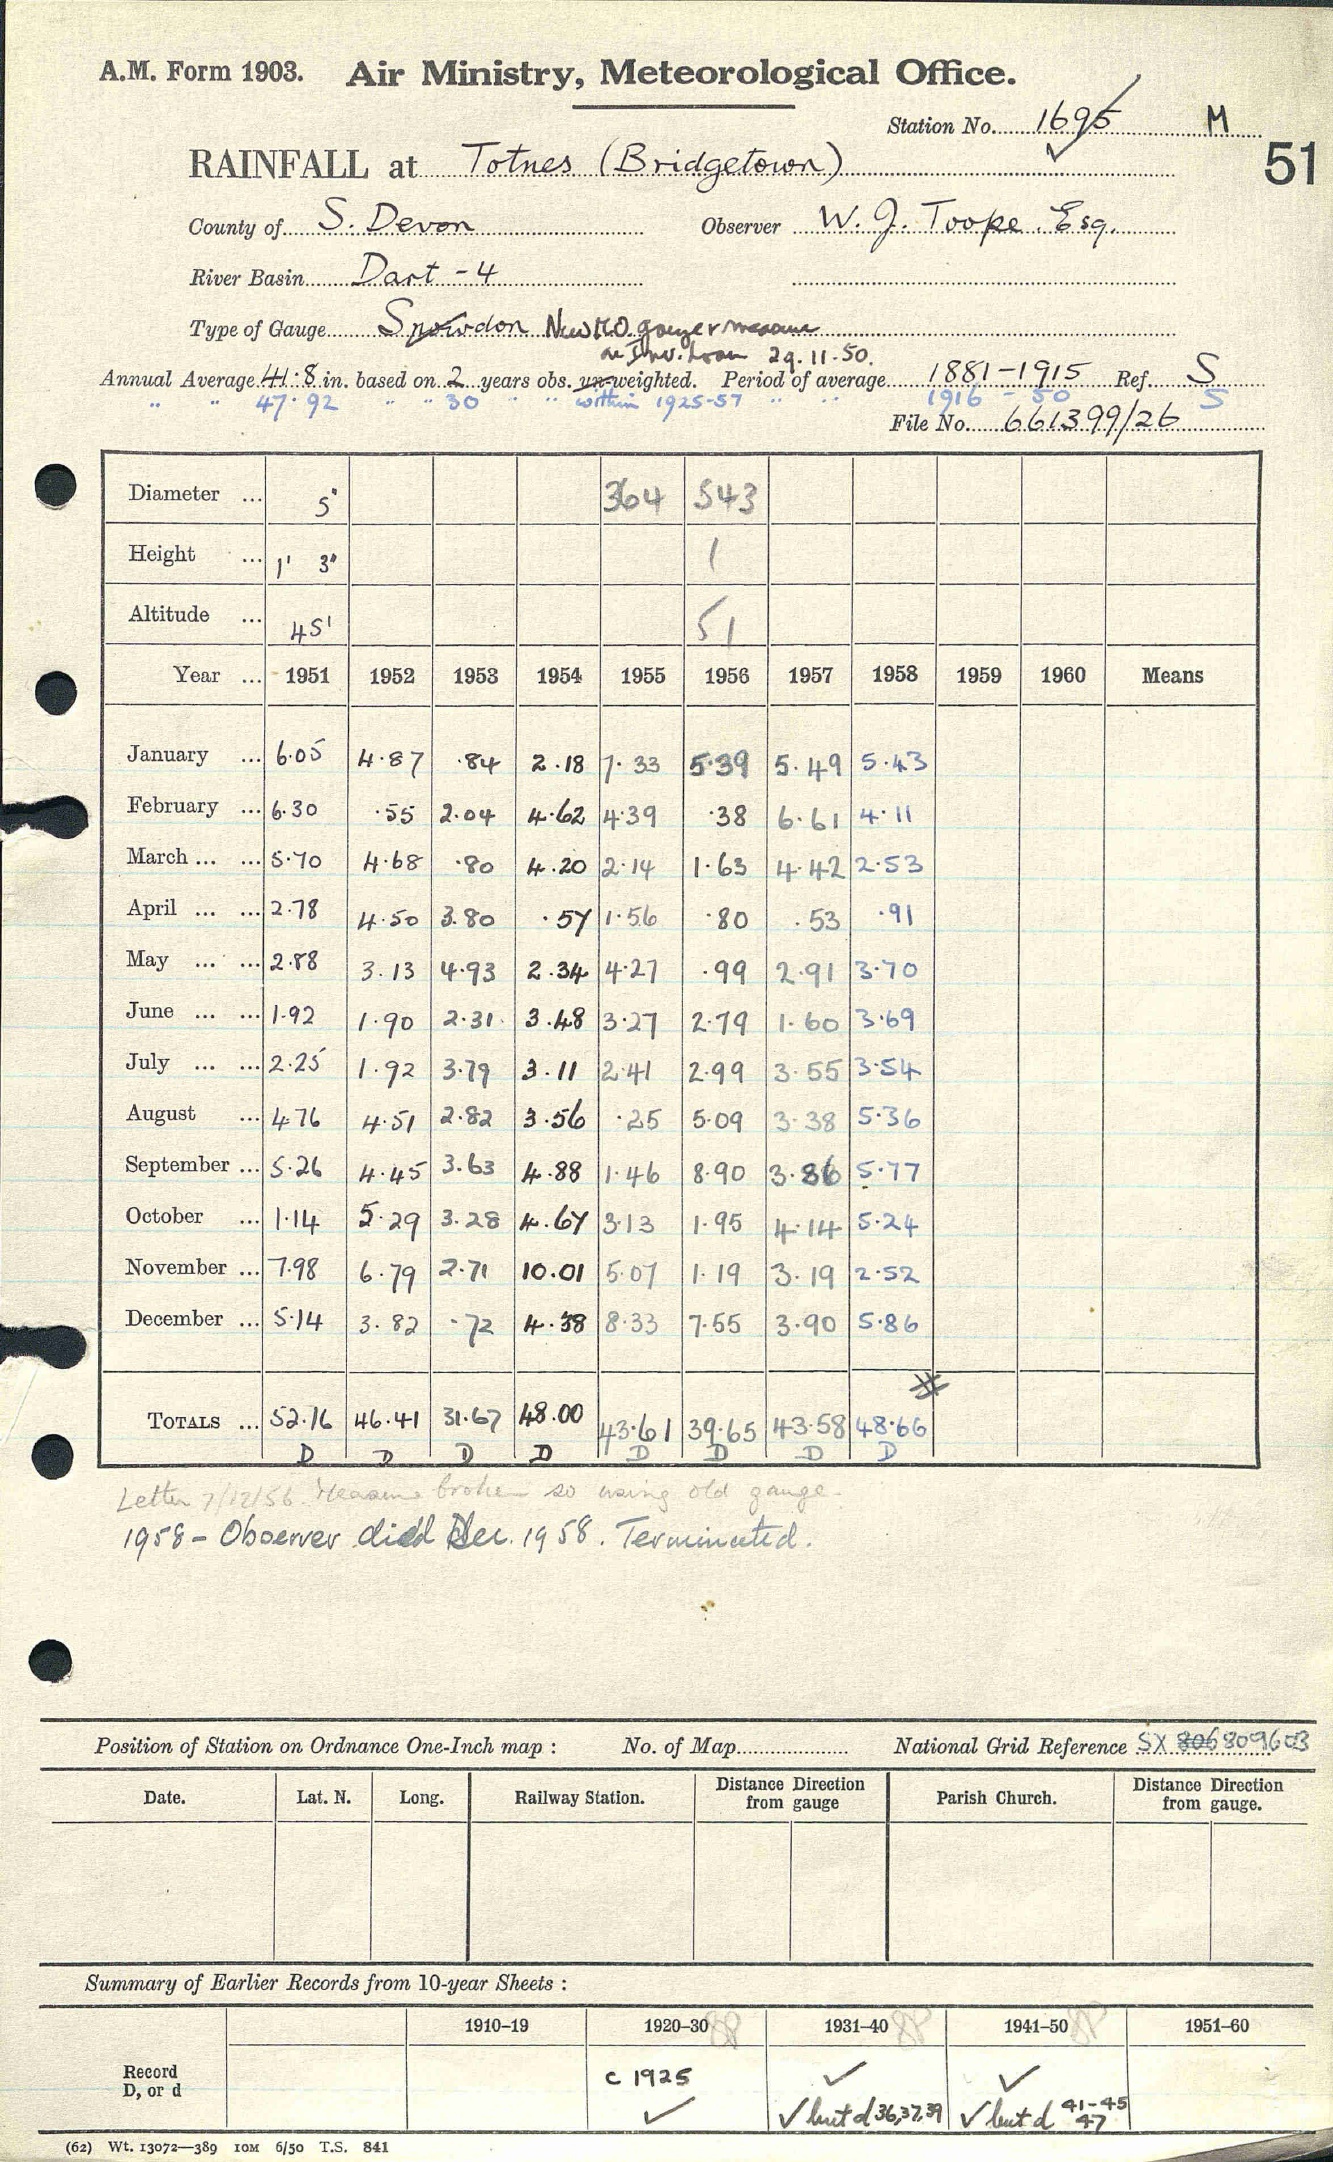 A.M. Form 1903. Air Ministry, Meteorological Office.
Station No. 1695 M
51
RAINFALL at Totnes (Bridgetown)
County of S. Devon Observer W. J. Toope. Esq.
River Basin Dart - 4
Type of Gauge Snowdon New M.O. gauge & measure
on Inv. Loan 29.11.50.
Annual Average 41.8 in. based on 2 years obs. un-weighted. Period of average 1881-1915 Ref. S
" " 47.92 " " 30 " " within 1925-57 " " 1916 - 50 S
File No. 661399/26
Diameter ... 5" 364 543
Height ... 1' 3" 1
Altitude ... 45' 51
Year ... 1951 1952 1953 1954 1955 1956 1957 1958 1959 1960 Means
January ... 6.05 4.87 .84 2.18 7.33 5.39 5.49 5.43
February ... 6.30 .55 2.04 4.62 4.39 .38 6.61 4.11
March ... ... 5.70 4.68 .80 4.20 2.14 1.63 4.42 2.53
April ... ... 2.78 4.50 3.80 .57 1.56 .80 .53 .91
May ... ... 2.88 3.13 4.93 2.34 4.27 .99 2.91 3.70
June ... ... 1.92 1.90 2.31 3.48 3.27 2.79 1.60 3.69
July ... ... 2.25 1.92 3.79 3.11 2.41 2.99 3.55 3.54
August ... 4.76 4.51 2.82 3.56 .25 5.09 3.38 5.36
September ... 5.26 4.45 3.63 4.88 1.46 8.90 3.86 5.77
October ... 1.14 5.29 3.28 4.67 3.13 1.95 4.14 5.24
November ... 7.98 6.79 2.71 10.01 5.07 1.19 3.19 2.52
December ... 5.14 3.82 .72 4.38 8.33 7.55 3.90 5.86
#
TOTALS ... 52.16 46.41 31.67 48.00 43.61 39.65 43.58 48.66
D D D D D D D D
Letter 7/12/56. Measure broken so using old gauge.
1958 - Observer died Dec. 1958. Terminated.
Position of Station on Ordnance One-Inch map : No. of Map National Grid Reference SX 806 809603
Date. Lat. N. Long. Railway Station. Distance from gauge Direction Parish Church. Distance from gauge. Direction
Summary of Earlier Records from 10-year Sheets :
1910-19 1920-30 1931-40 1941-50 1951-60
Record D, or d
c 1925 ✓ ✓
✓ ✓ but d 36,37,39 ✓ but d 41-45 47
(62) Wt. 13072—389 10M 6/50 T.S. 841